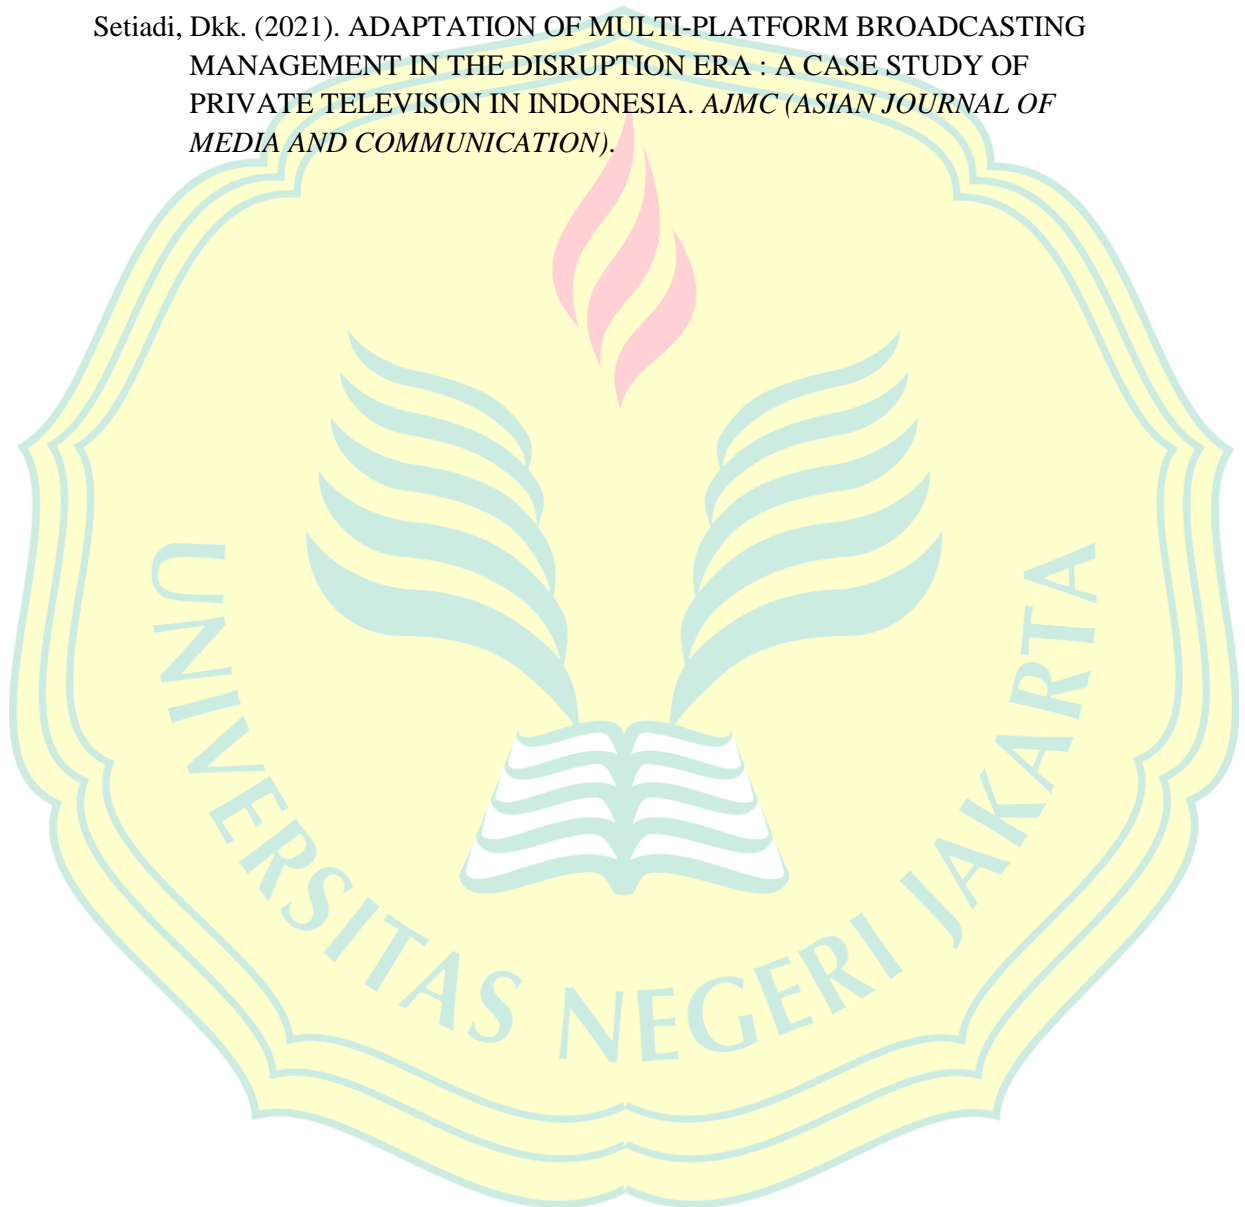 Setiadi, Dkk. (2021). ADAPTATION OF MULTI-PLATFORM BROADCASTING
MANAGEMENT IN THE DISRUPTION ERA : A CASE STUDY OF
PRIVATE TELEVISON IN INDONESIA. AJMC (ASIAN JOURNAL OF
MEDIA AND COMMUNICATION).
UNIVERSITAS NEGERI JAKARTA